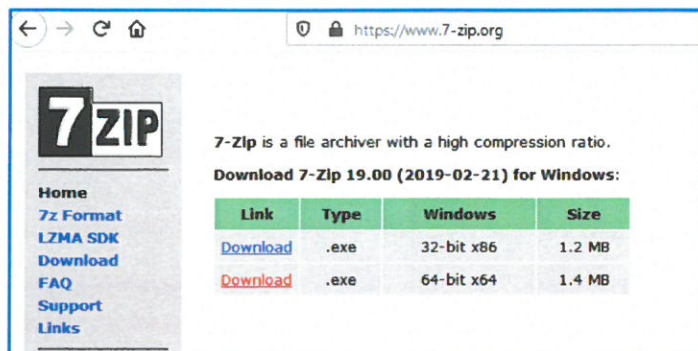 https://www.7-zip.org
7 ZIP
7-Zip is a file archiver with a high compression ratio.
Download 7-Zip 19.00 (2019-02-21) for Windows:
Home
7z Format
LZMA SDK
Download
FAQ
Support
Links
Link Type Windows Size
Download .exe 32-bit x86 1.2 MB
Download .exe 64-bit x64 1.4 MB